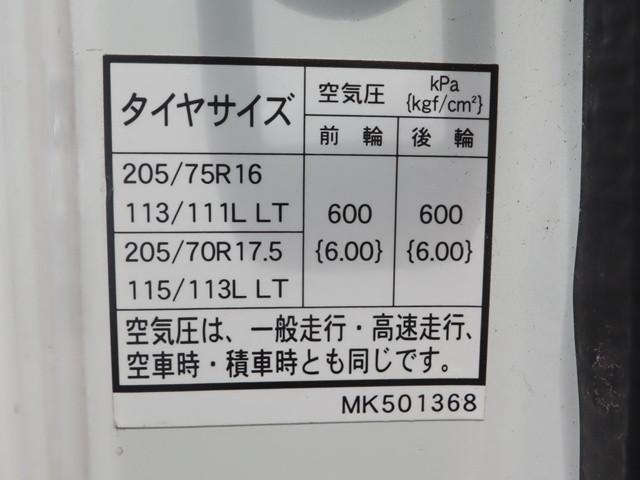 タイヤサイズ 空気圧 kPa {kgf/cm²}
前輪 後輪
205/75R16
113/111L LT 600 600
205/70R17.5 {6.00} {6.00}
115/113L LT
空気圧は、一般走行・高速走行、
空車時・積車時とも同じです。
MK501368